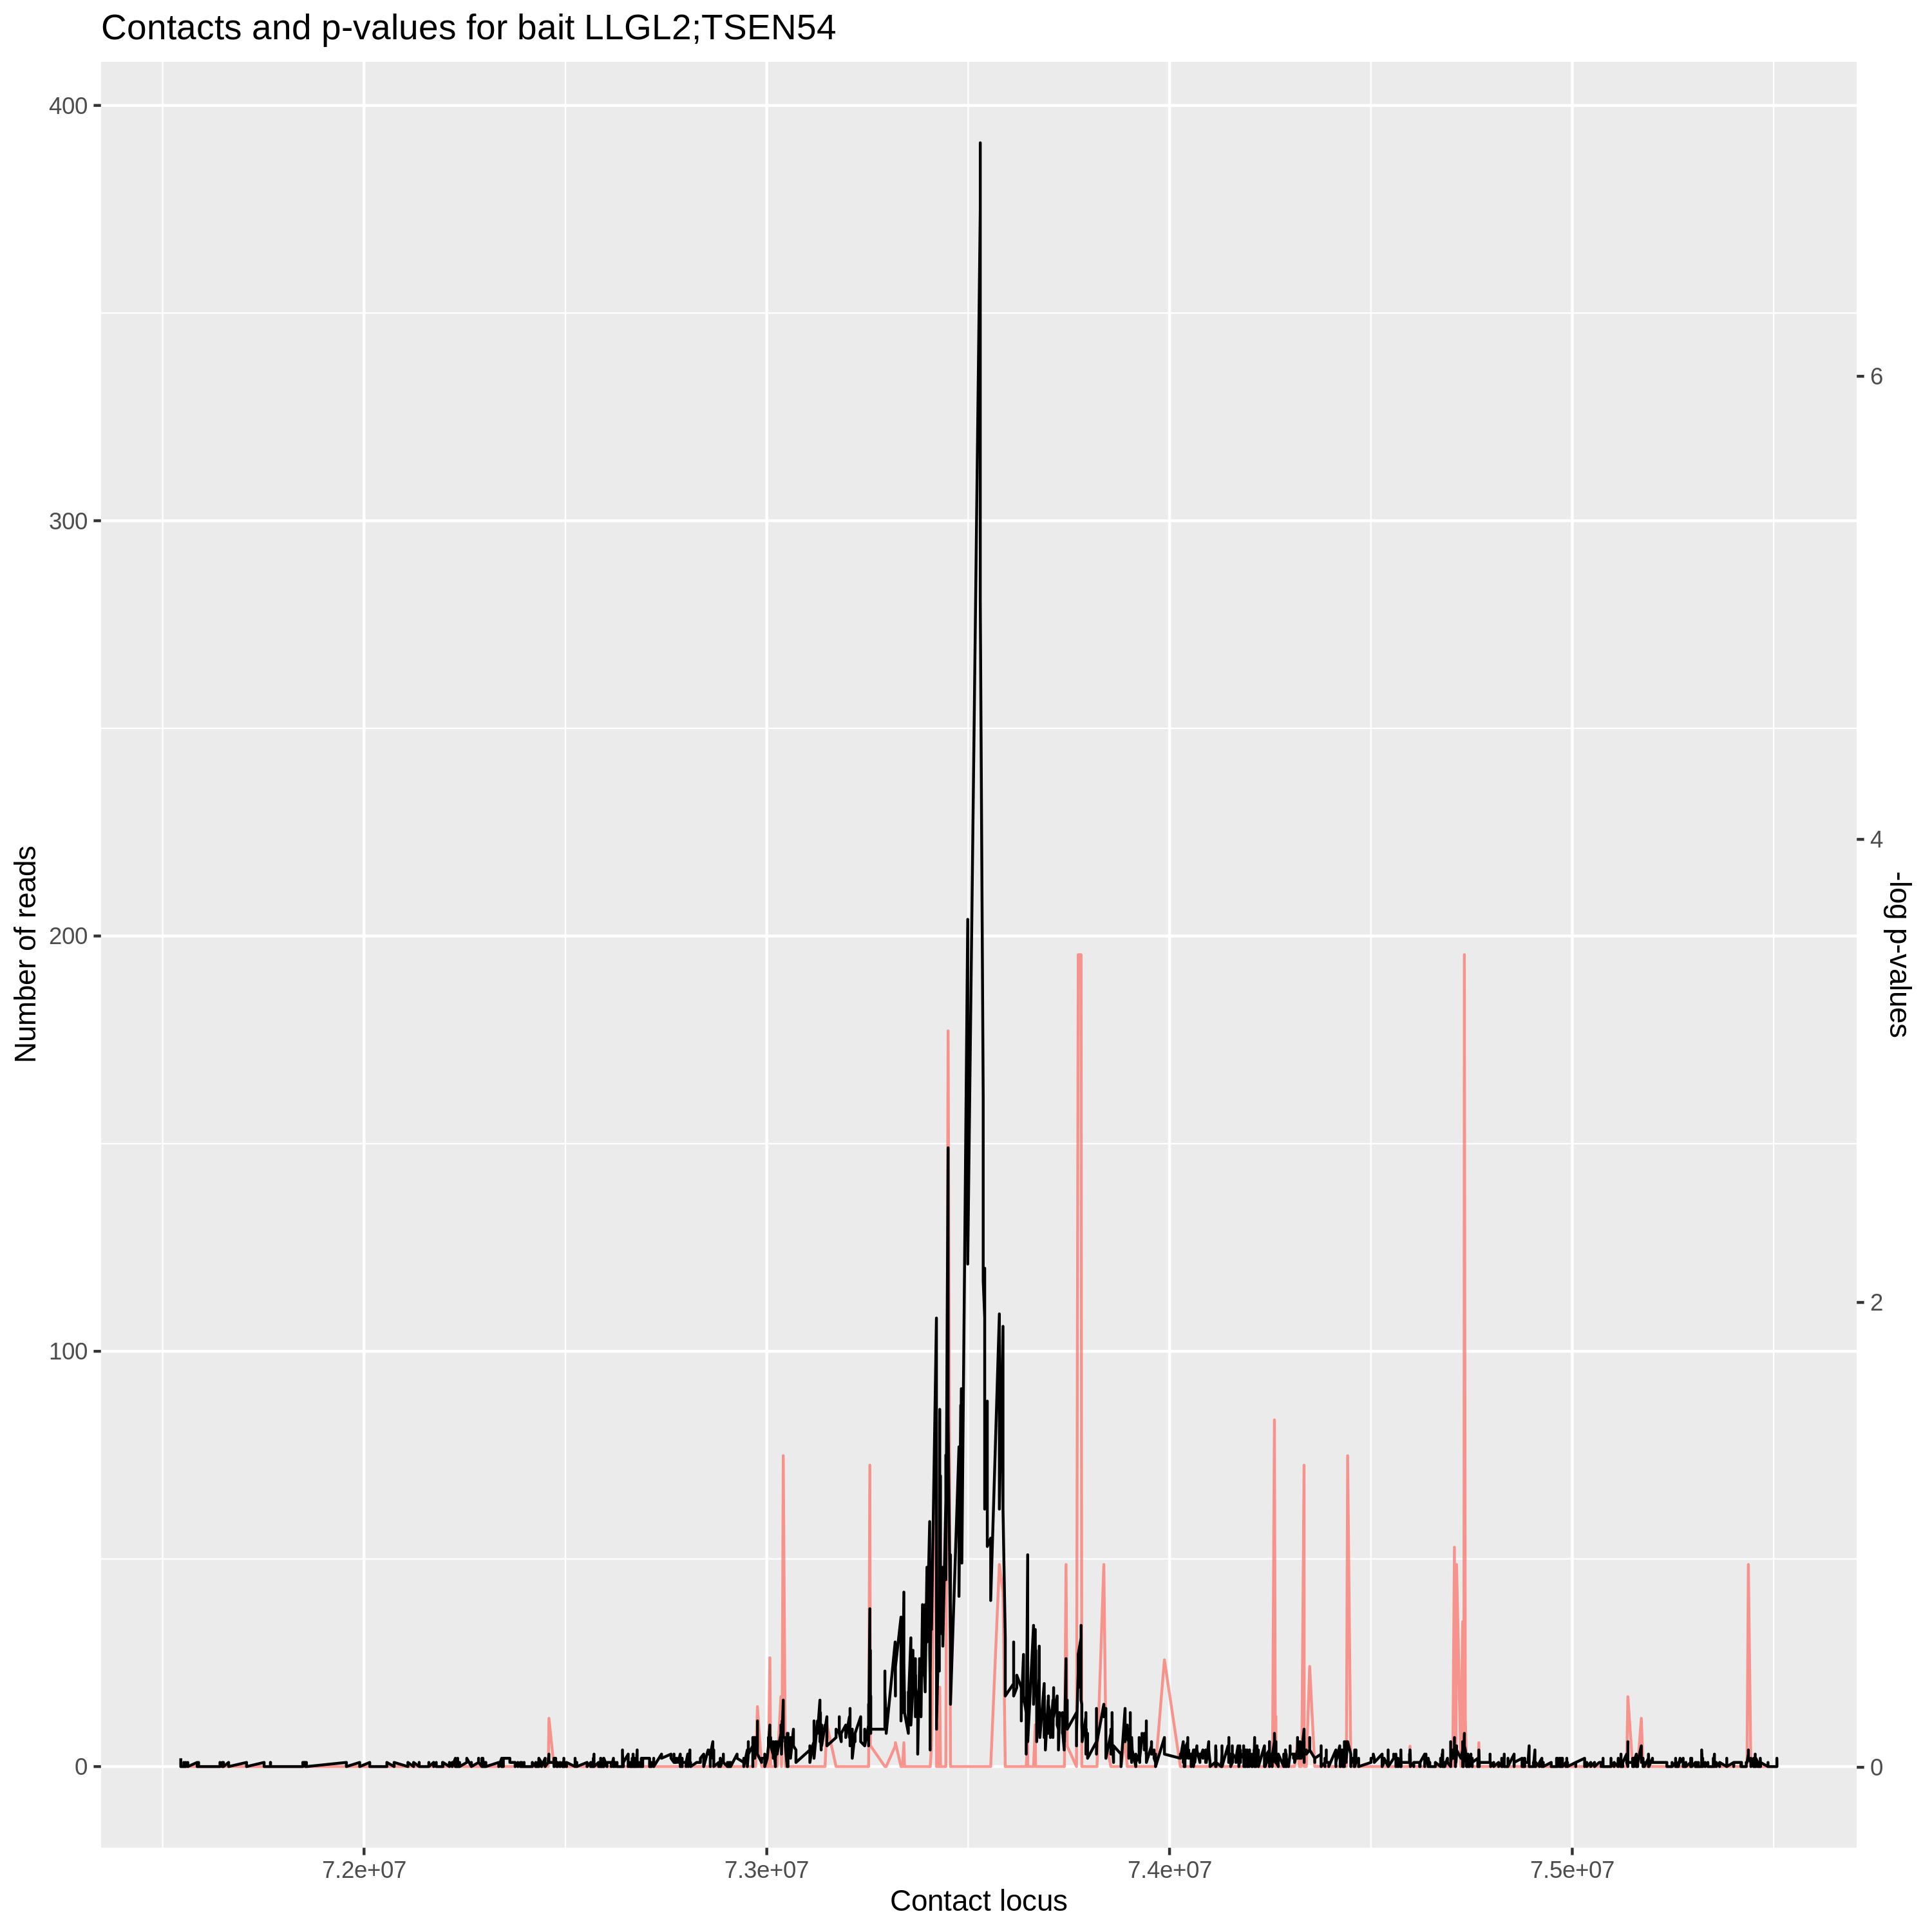 Contacts and p-values for bait LLGL2;TSEN54
400
300
200
100
0
Number of reads
6
4
2
0
-log p-values
7.2e+07
7.3e+07
7.4e+07
7.5e+07
Contact locus